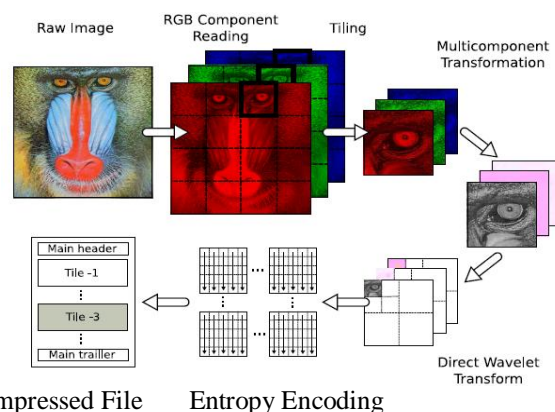 Raw Image
RGB Component
Reading
Tiling
Multicomponent
Transformation
Main header
Tile -1
Tile -3
Main trailler
Direct Wavelet
Transform
mpressed File
Entropy Encoding